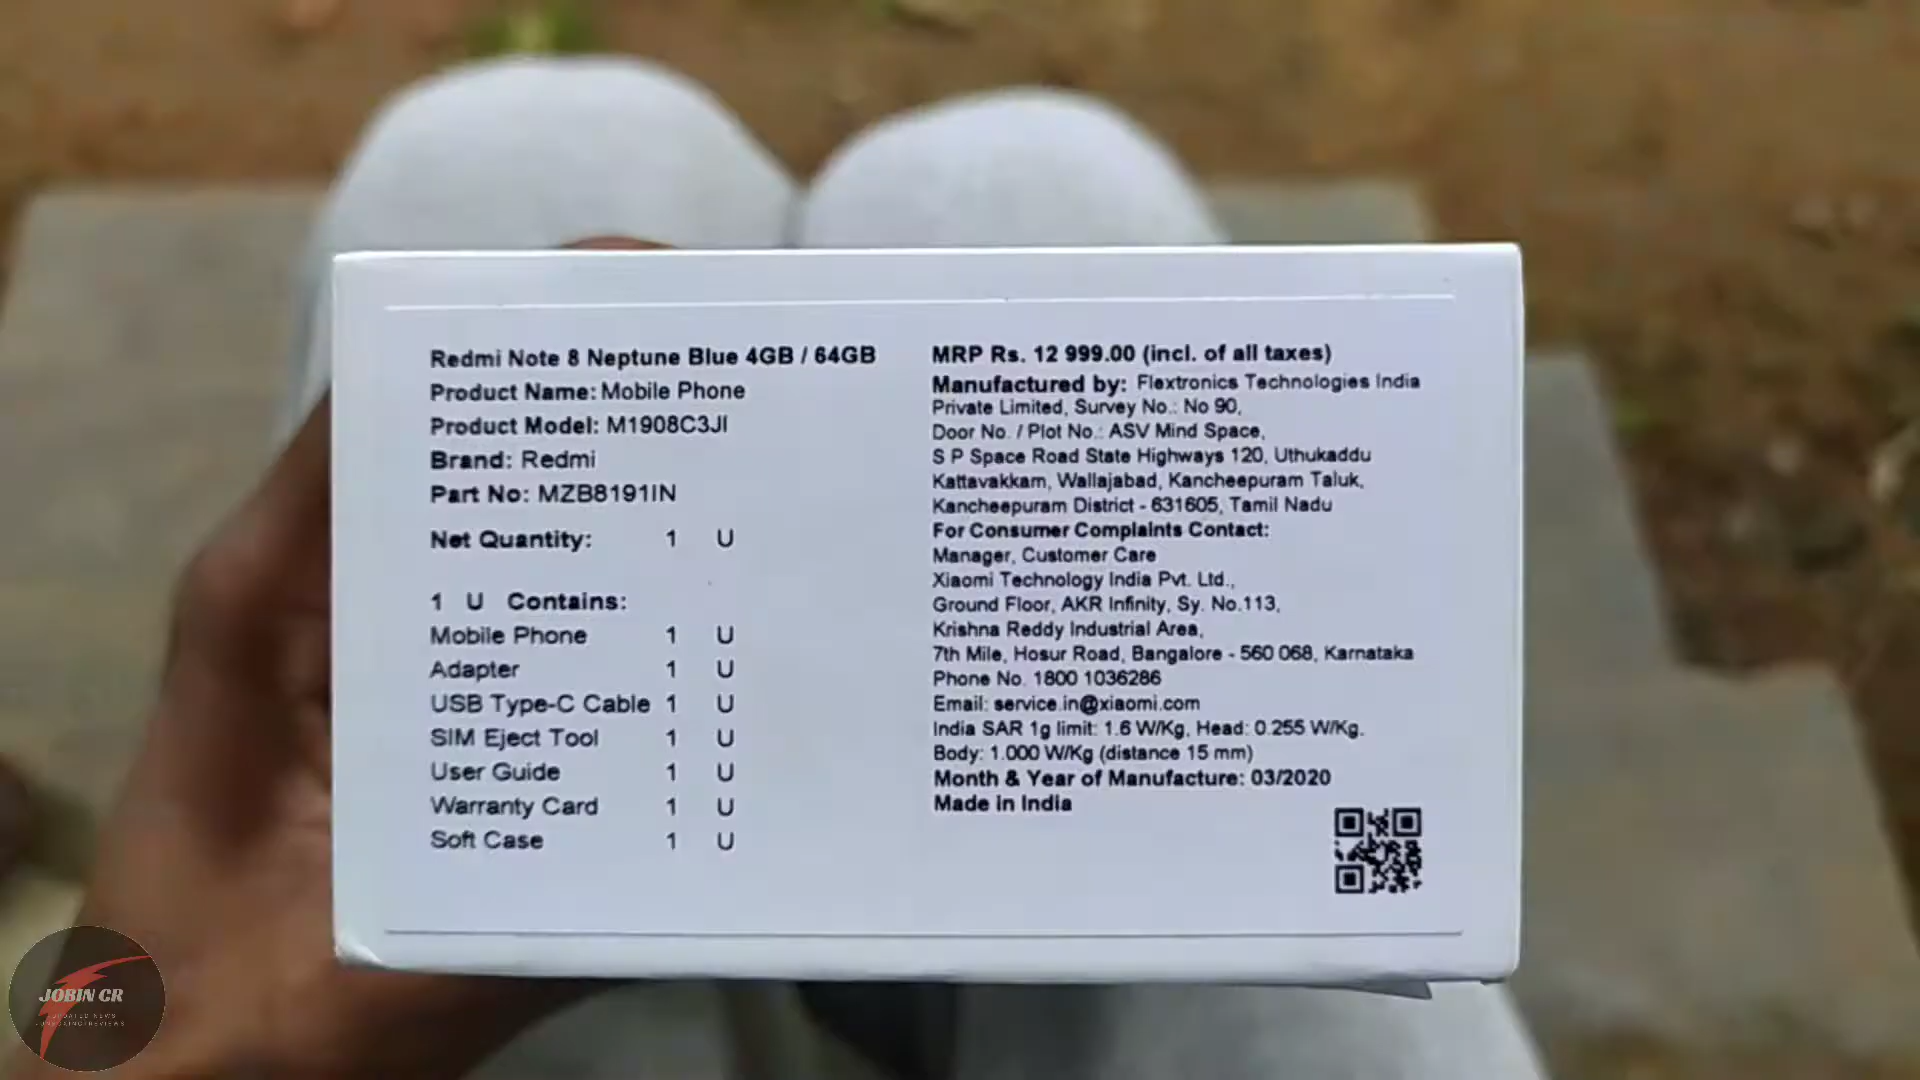 Redmi Note 8 Neptune Blue 4GB / 64GB
Product Name: Mobile Phone
Product Model: M1908C3JI
Brand: Redmi
Part No: MZB8191IN
Net Quantity: 1 U
1 U Contains:
Mobile Phone 1 U
Adapter 1 U
USB Type-C Cable 1 U
SIM Eject Tool 1 U
User Guide 1 U
Warranty Card 1 U
Soft Case 1 U
MRP Rs. 12 999.00 (incl. of all taxes)
Manufactured by: Flextronics Technologies India
Private Limited, Survey No.: No 90,
Door No. / Plot No.: ASV Mind Space,
S P Space Road State Highways 120, Uthukaddu
Kattavakkam, Wallajabad, Kancheepuram Taluk,
Kancheepuram District - 631605, Tamil Nadu
For Consumer Complaints Contact:
Manager, Customer Care
Xiaomi Technology India Pvt. Ltd.,
Ground Floor, AKR Infinity, Sy. No.113,
Krishna Reddy Industrial Area,
7th Mile, Hosur Road, Bangalore - 560 068, Karnataka
Phone No. 1800 1036286
Email: service.in@xiaomi.com
India SAR 1g limit: 1.6 W/Kg, Head: 0.255 W/Kg.
Body: 1.000 W/Kg (distance 15 mm)
Month & Year of Manufacture: 03/2020
Made in India
JOBIN CR
UPDATED NEWS